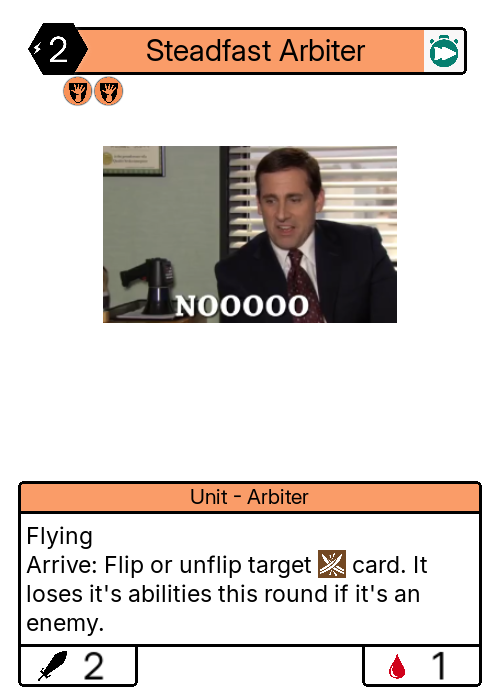 2 Steadfast Arbiter
NOOOOO
Unit - Arbiter
Flying
Arrive: Flip or unflip target card. It
loses it's abilities this round if it's an
enemy.
2 1